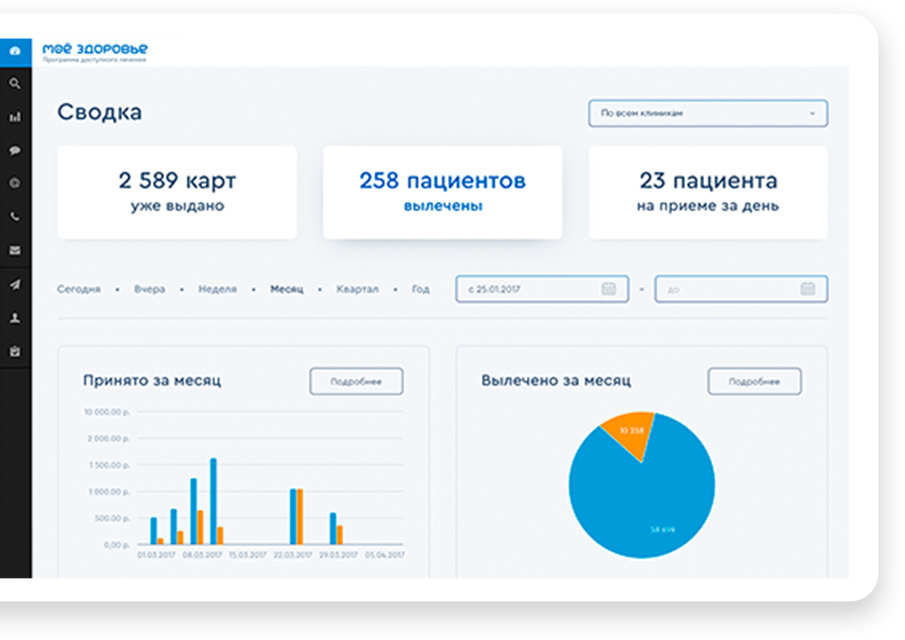 моё здоровье
Программа доступного лечения
Сводка
По всем клиникам
2 589 карт
уже выдано
258 пациентов
вылечены
23 пациента
на приеме за день
Сегодня • Вчера • Неделя • Месяц • Квартал • Год
с 25.01.2017 - до
Принято за месяц
Подробнее
10 000.00 р.
2 000.00 р.
1 500.00 р.
1 000.00 р.
500.00 р.
0,00 р.
01.03.2017 08.03.2017 15.03.2017 22.03.2017 29.03.2017 05.04.2017
Вылечено за месяц
Подробнее
10 358